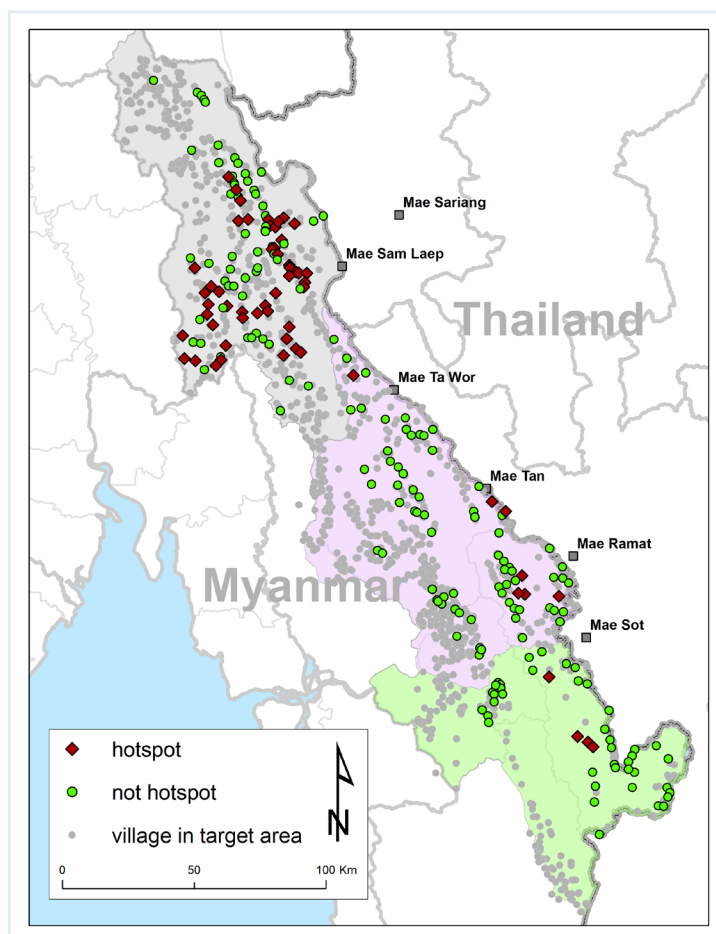 Mae Sariang
Mae Sam Laep
Thailand
Mae Ta Wor
Mae Tan
Mae Ramat
Myanmar
Mae Sot
hotspot
not hotspot
village in target area
N
0 50 100 Km